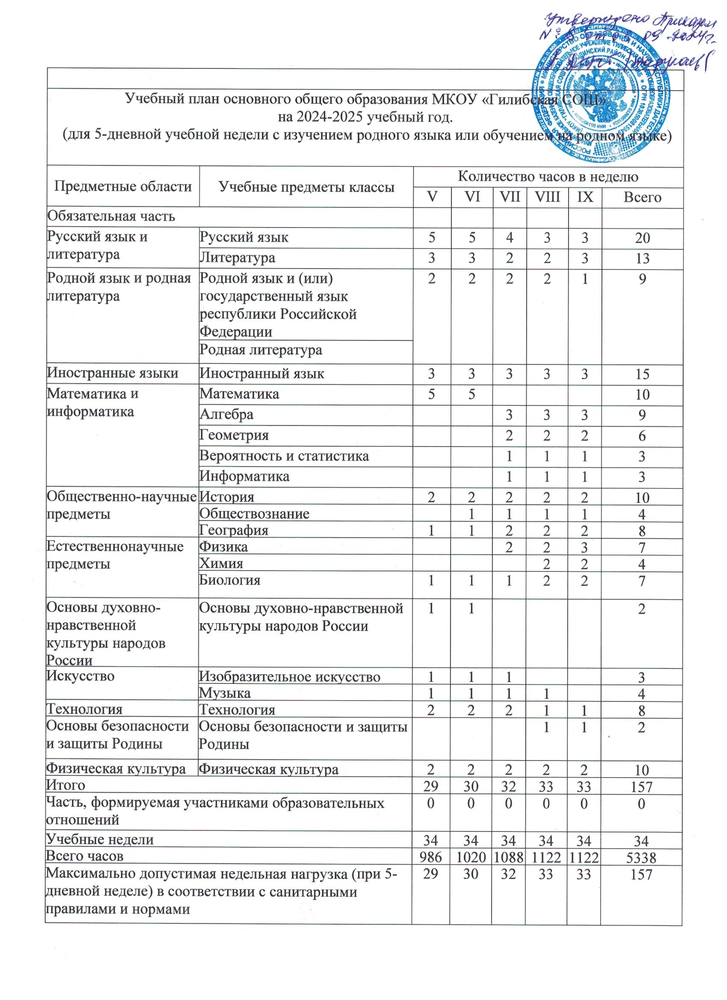 Утверждено Приказом
09-2024г.
Учебный план основного общего образования МКОУ «Гилибская СОШ»
на 2024-2025 учебный год.
(для 5-дневной учебной недели с изучением родного языка или обучением на родном языке)
Предметные области Учебные предметы классы Количество часов в неделю
V VI VII VIII IX Всего
Обязательная часть
Русский язык и Русский язык 5 5 4 3 3 20
литература Литература 3 3 2 2 3 13
Родной язык и родная Родной язык и (или) 2 2 2 2 1 9
литература государственный язык
республики Российской
Федерации
Родная литература
Иностранные языки Иностранный язык 3 3 3 3 3 15
Математика и Математика 5 5 10
информатика Алгебра 3 3 3 9
Геометрия 2 2 2 6
Вероятность и статистика 1 1 1 3
Информатика 1 1 1 3
Общественно-научные История 2 2 2 2 2 10
предметы Обществознание 1 1 1 1 4
География 1 1 2 2 2 8
Естественнонаучные Физика 2 2 3 7
предметы Химия 2 2 4
Биология 1 1 1 2 2 7
Основы духовно- Основы духовно-нравственной 1 1 2
нравственной культуры народов России
культуры народов
России
Искусство Изобразительное искусство 1 1 1 3
Музыка 1 1 1 1 4
Технология Технология 2 2 2 1 1 8
Основы безопасности Основы безопасности и защиты 1 1 2
и защиты Родины Родины
Физическая культура Физическая культура 2 2 2 2 2 10
Итого 29 30 32 33 33 157
Часть, формируемая участниками образовательных 0 0 0 0 0 0
отношений
Учебные недели 34 34 34 34 34 34
Всего часов 986 1020 1088 1122 1122 5338
Максимально допустимая недельная нагрузка (при 5- 29 30 32 33 33 157
дневной неделе) в соответствии с санитарными
правилами и нормами